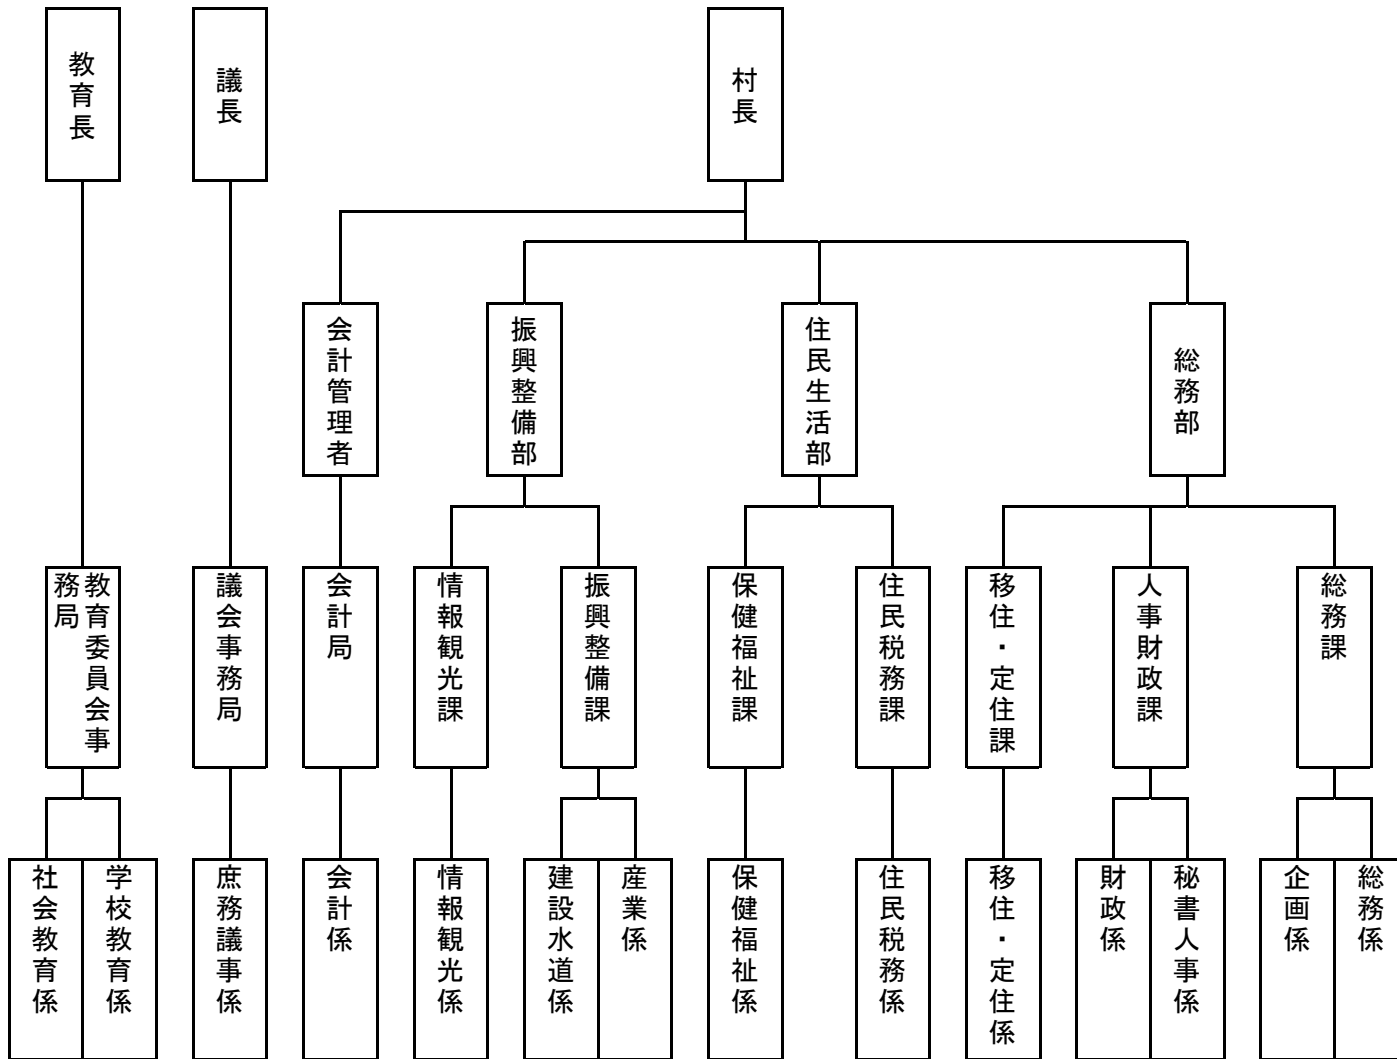 教育長
議長
村長
会計管理者
振興整備部
住民生活部
総務部
教育委員会事
務局
議会事務局
会計局
情報観光課
振興整備課
保健福祉課
住民税務課
移住・定住課
人事財政課
総務課
社会教育係
学校教育係
庶務議事係
会計係
情報観光係
建設水道係
産業係
保健福祉係
住民税務係
移住・定住係
財政係
秘書人事係
企画係
総務係